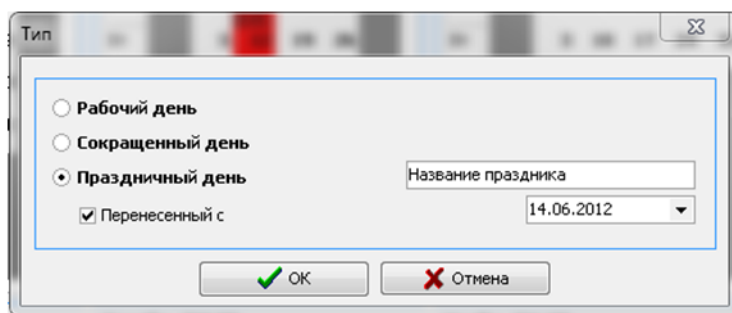 Тип
Рабочий день
Сокращенный день
Праздничный день Название праздника
Перенесенный с 14.06.2012
OK Отмена